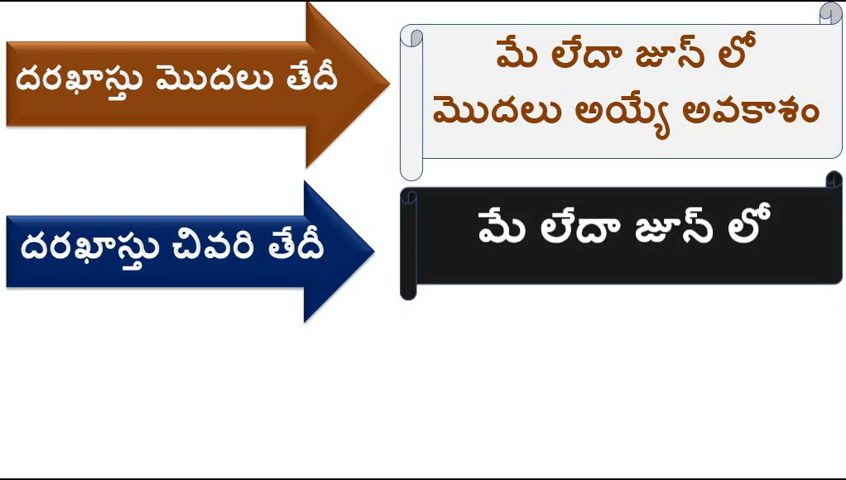 దరఖాస్తు మొదలు తేదీ
మే లేదా జూన్ లో
మొదలు అయ్యే అవకాశం
దరఖాస్తు చివరి తేదీ
మే లేదా జూన్ లో